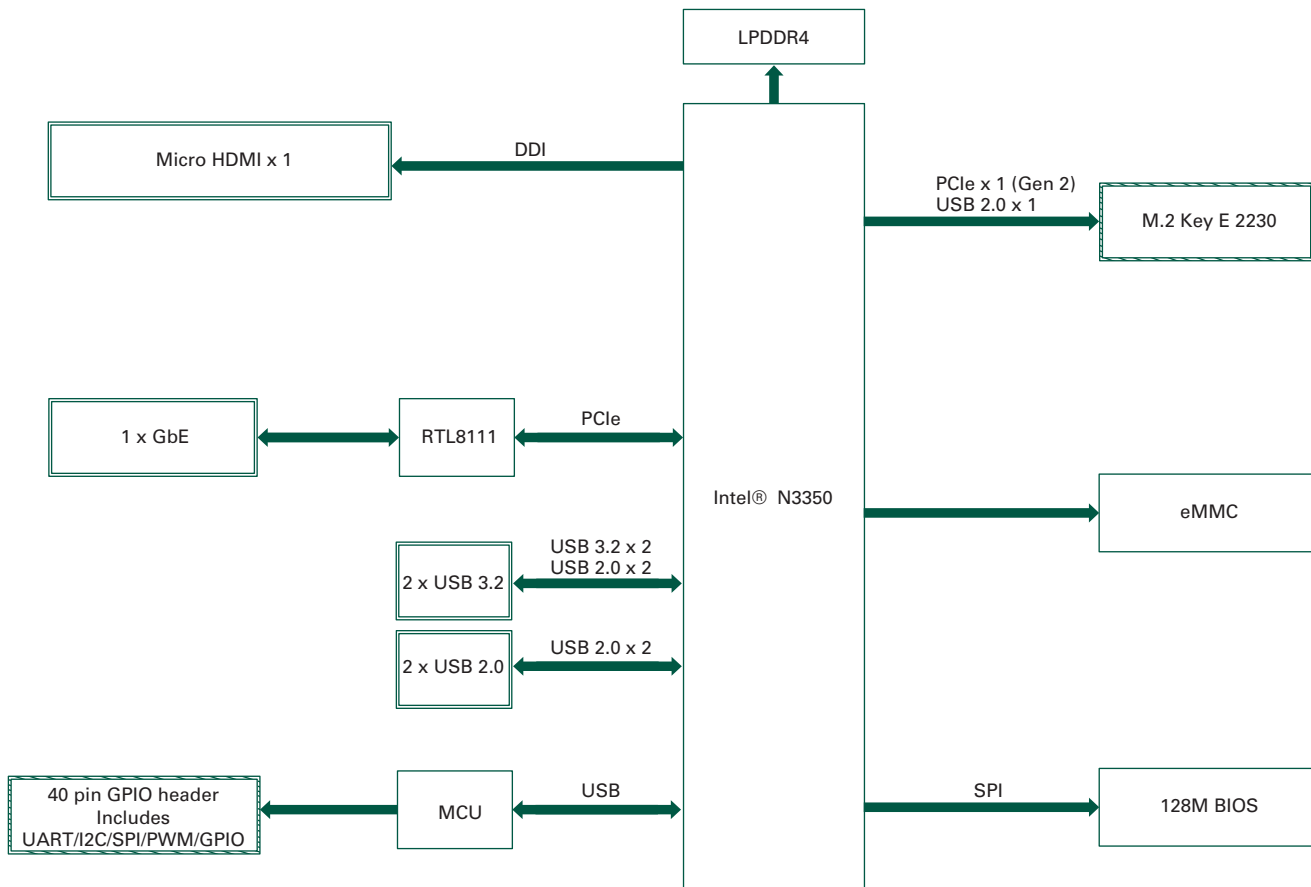 LPDDR4
Micro HDMI x 1
DDI
PCIe x 1 (Gen 2)
USB 2.0 x 1
M.2 Key E 2230
1 x GbE
RTL8111
PCIe
Intel® N3350
eMMC
2 x USB 3.2
USB 3.2 x 2
USB 2.0 x 2
2 x USB 2.0
USB 2.0 x 2
40 pin GPIO header
Includes
UART/I2C/SPI/PWM/GPIO
MCU
USB
SPI
128M BIOS